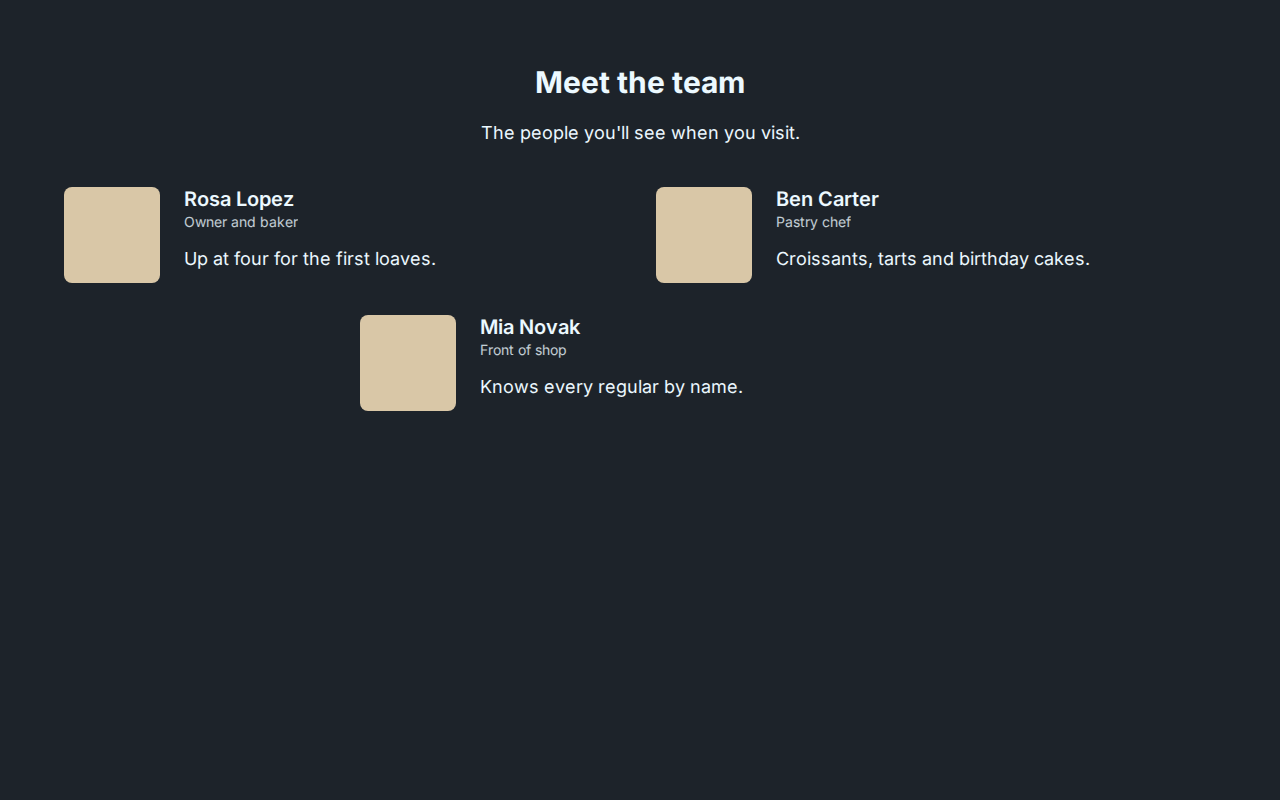 Meet the team
The people you'll see when you visit.
Rosa Lopez
Owner and baker
Up at four for the first loaves.
Ben Carter
Pastry chef
Croissants, tarts and birthday cakes.
Mia Novak
Front of shop
Knows every regular by name.